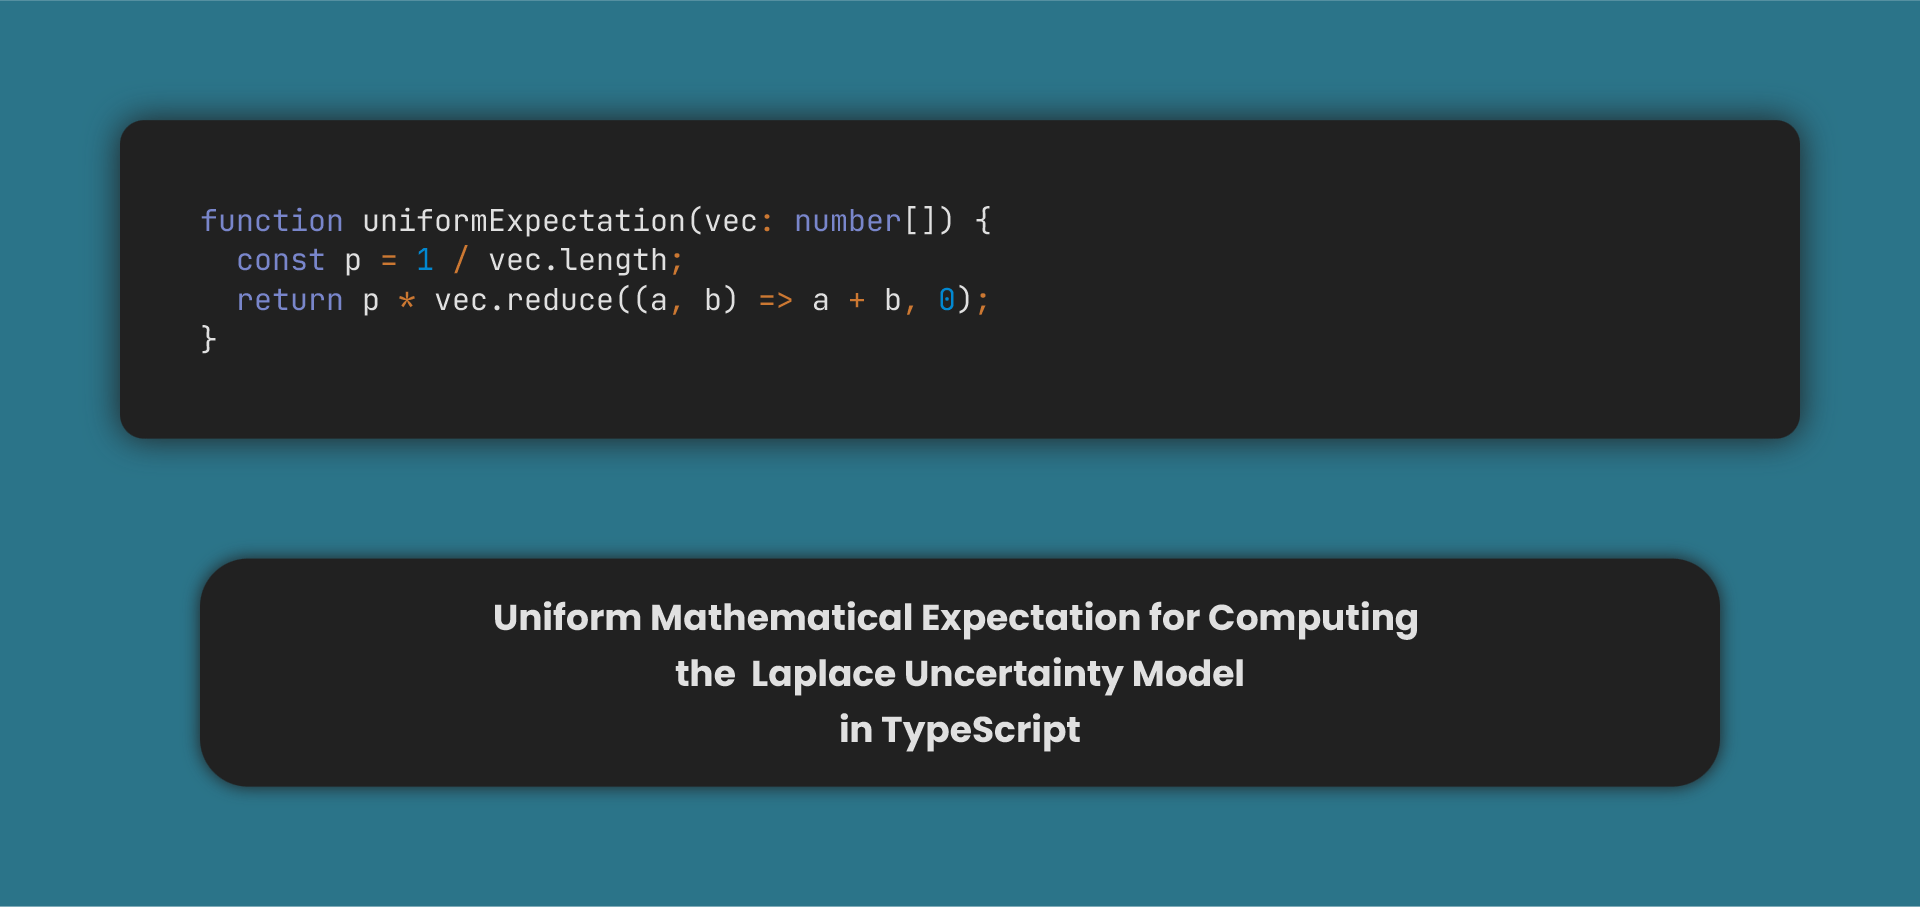 function uniformExpectation(vec: number[]) {
  const p = 1 / vec.length;
  return p * vec.reduce((a, b) => a + b, 0);
}
Uniform Mathematical Expectation for Computing
the  Laplace Uncertainty Model
in TypeScript